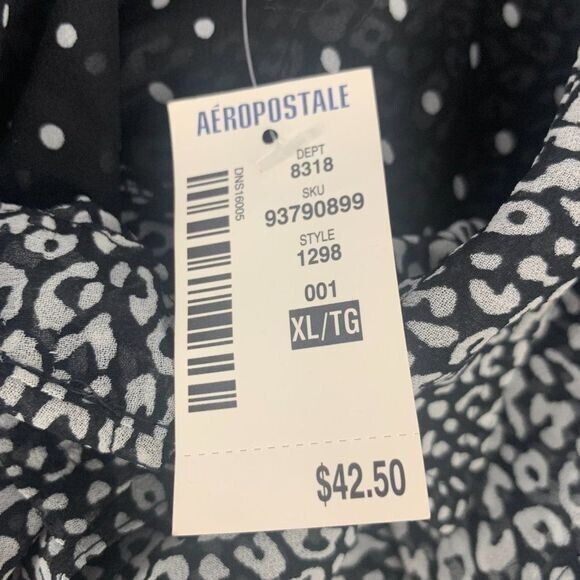 AÉROPOSTALE
DEPT
8318
SKU
93790899
STYLE
1298
001
XL/TG
DNS16005
$42.50